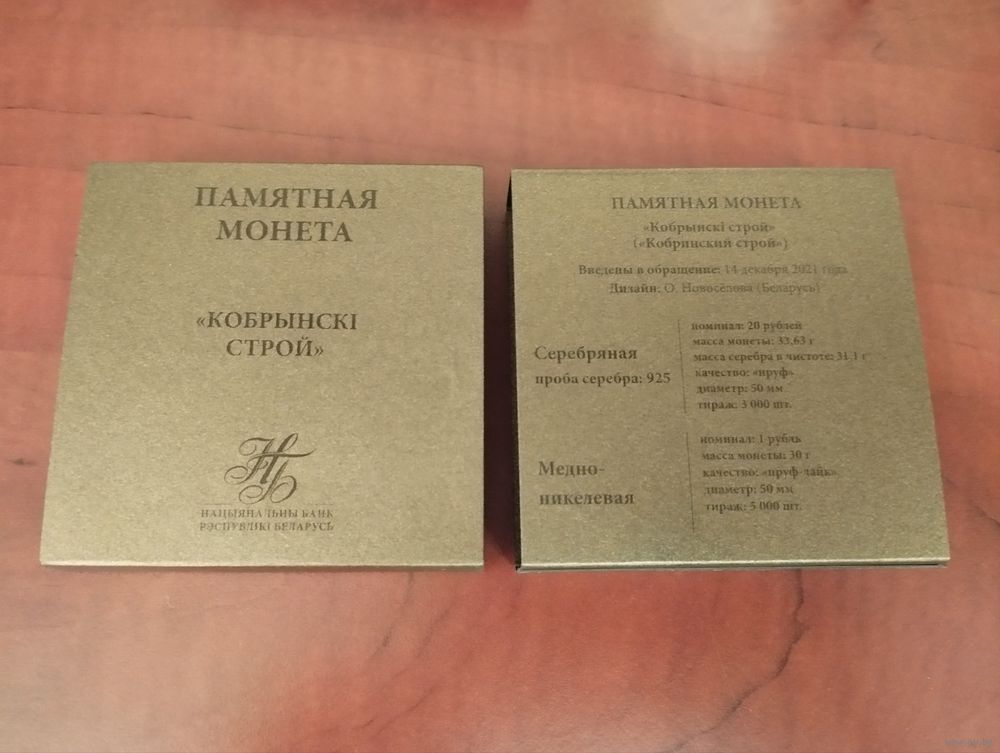 ПАМЯТНАЯ
МОНЕТА
«КОБРЫНСКІ
СТРОЙ»
НАЦЫЯНАЛЬНЫ БАНК
РЭСПУБЛІКІ БЕЛАРУСЬ
ПАМЯТНАЯ МОНЕТА
«Кобрынскі строй»
(«Кобринский строй»)
Введены в обращение: 14 декабря 2021 года
Дизайн: О. Новосёлова (Беларусь)
Серебряная
проба серебра: 925
номинал: 20 рублей
масса монеты: 33,63 г
масса серебра в чистоте: 31,1 г
качество: «пруф»
диаметр: 50 мм
тираж: 3 000 шт.
Медно-
никелевая
номинал: 1 рубль
масса монеты: 30 г
качество: «пруф-лайк»
диаметр: 50 мм
тираж: 5 000 шт.